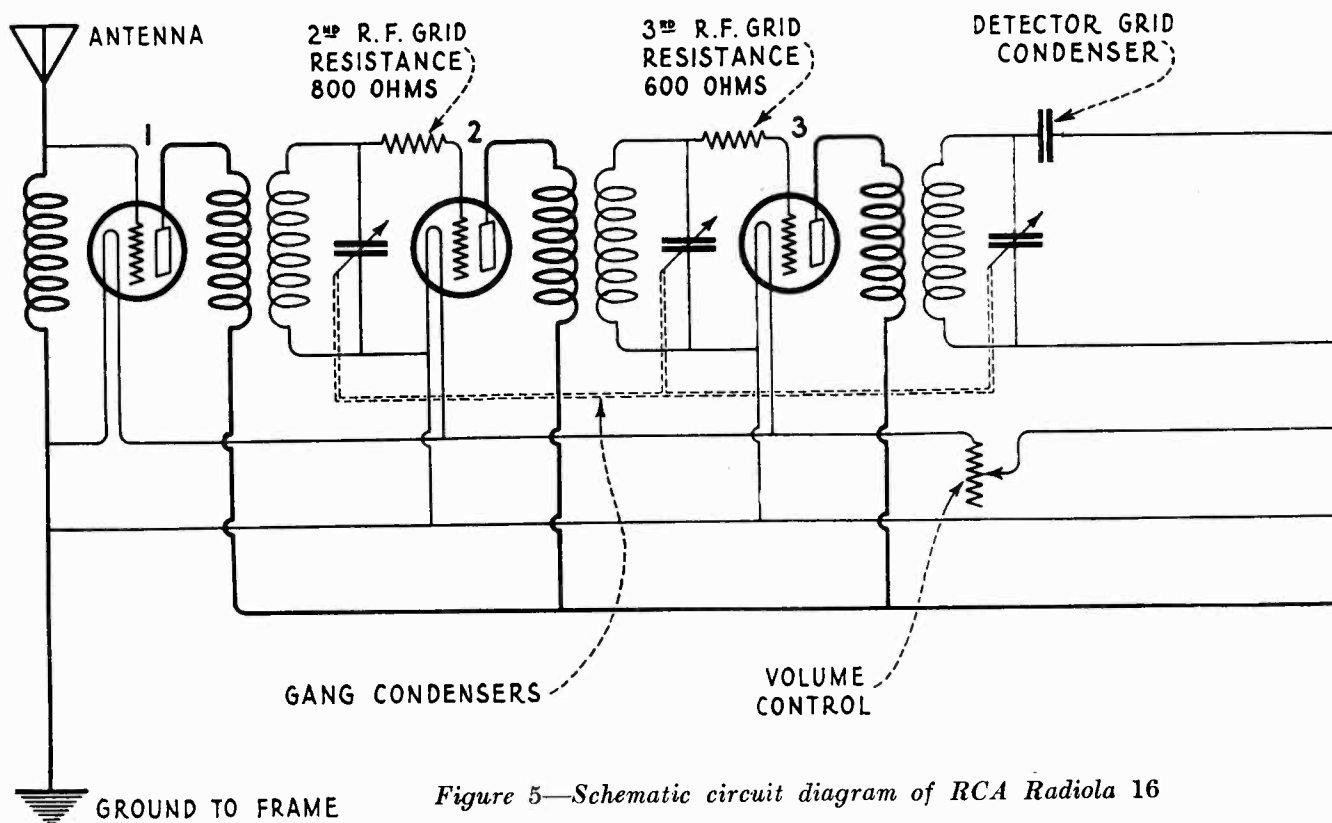 ANTENNA
2ND R.F. GRID
RESISTANCE
800 OHMS
3RD R.F. GRID
RESISTANCE
600 OHMS
DETECTOR GRID
CONDENSER
1
2
3
GANG CONDENSERS
VOLUME
CONTROL
GROUND TO FRAME
Figure 5—Schematic circuit diagram of RCA Radiola 16